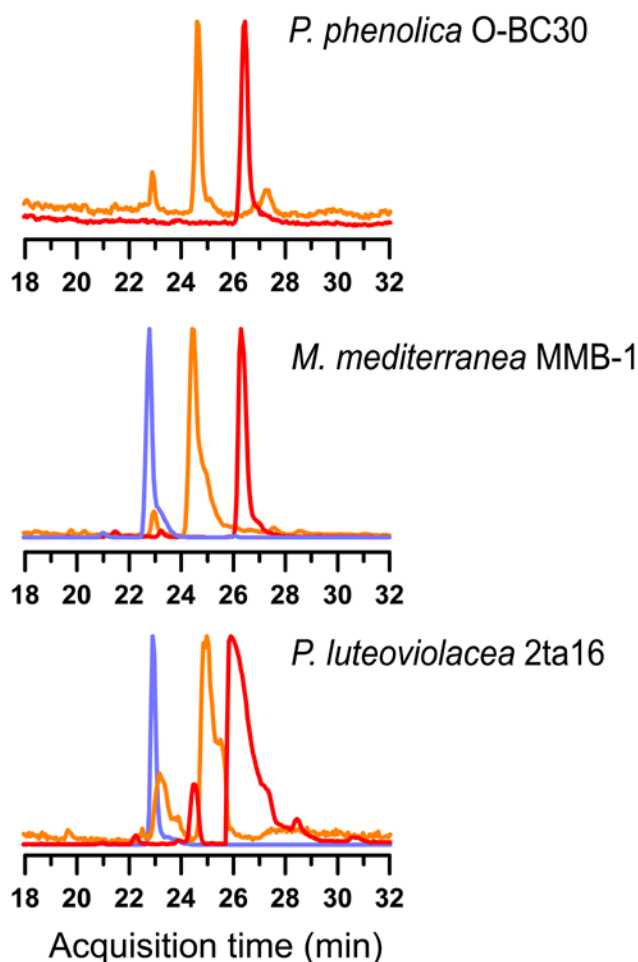 P. phenolica O-BC30
18 20 22 24 26 28 30 32
M. mediterranea MMB-1
18 20 22 24 26 28 30 32
P. luteoviolacea 2ta16
18 20 22 24 26 28 30 32
Acquisition time (min)